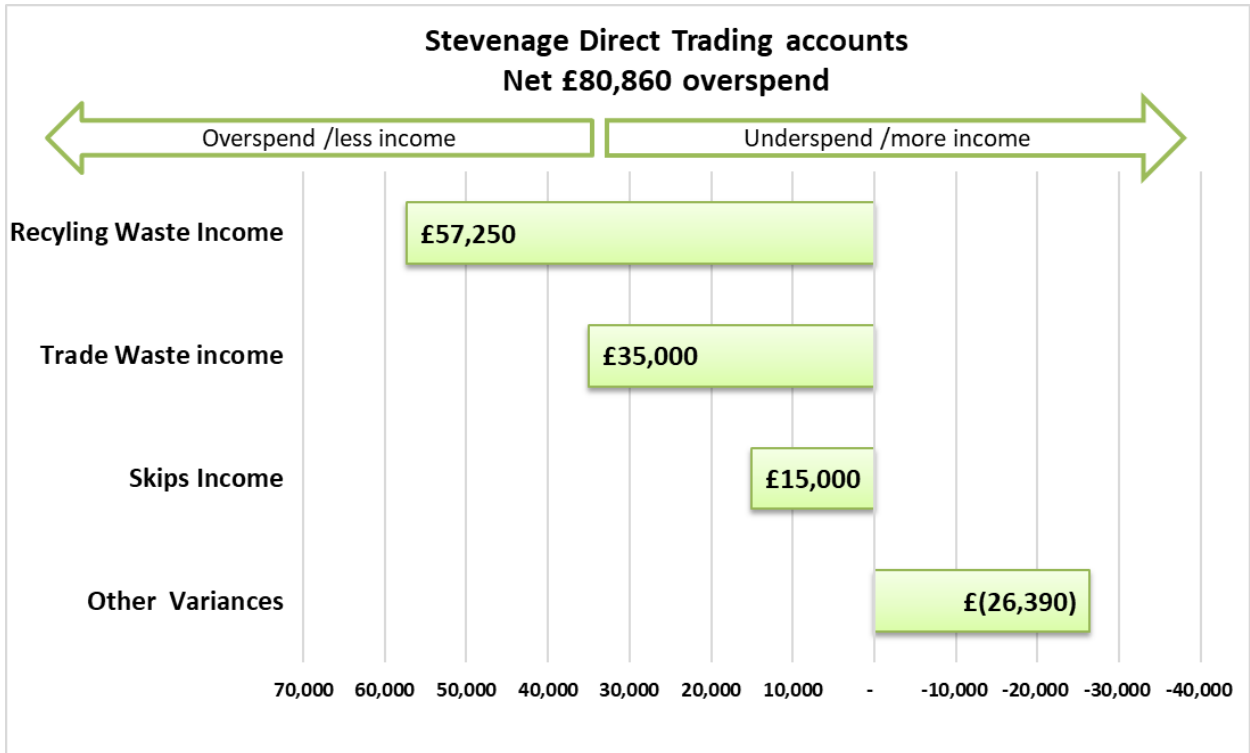 Stevenage Direct Trading accounts
Net £80,860 overspend
Overspend /less income
Underspend /more income
Recyling Waste Income
£57,250
Trade Waste income
£35,000
Skips Income
£15,000
Other Variances
£(26,390)
70,000 60,000 50,000 40,000 30,000 20,000 10,000 - -10,000 -20,000 -30,000 -40,000